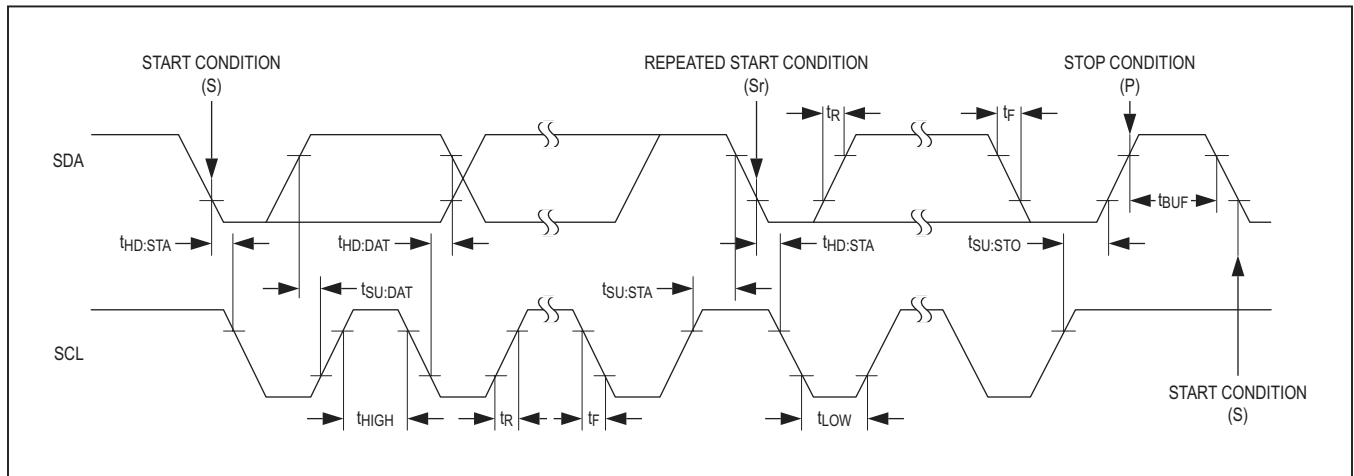 START CONDITION
(S)
REPEATED START CONDITION
(Sr)
STOP CONDITION
(P)
tR
tF
SDA
tBUF
tHD:STA
tHD:DAT
tHD:STA
tSU:STO
tSU:DAT
tSU:STA
SCL
tHIGH
tR
tF
tLOW
START CONDITION
(S)